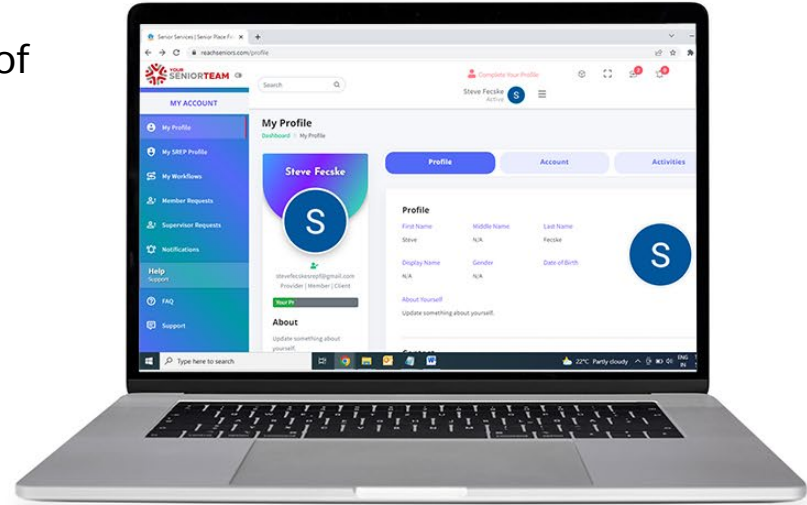 of
Senior Services | Senior Place Fo
reachseniors.com/profile
YOUR
SENIORTEAM
Search
Complete Your Profile
Steve Fecske
Active
S
MY ACCOUNT
My Profile
My SREP Profile
My Workflows
Member Requests
Supervisor Requests
Notifications
Help
Support
FAQ
Support
My Profile
Dashboard My Profile
Steve Fecske
S
Provider | Member | Client
Your Pr
About
Update something about
yourself.
Profile Account Activities
Profile
First Name Middle Name Last Name
Steve N/A Fecske
Display Name Gender Date of Birth
N/A N/A
About Yourself
Update something about yourself.
S
Type here to search
22°C Partly cloudy
ENG
IN